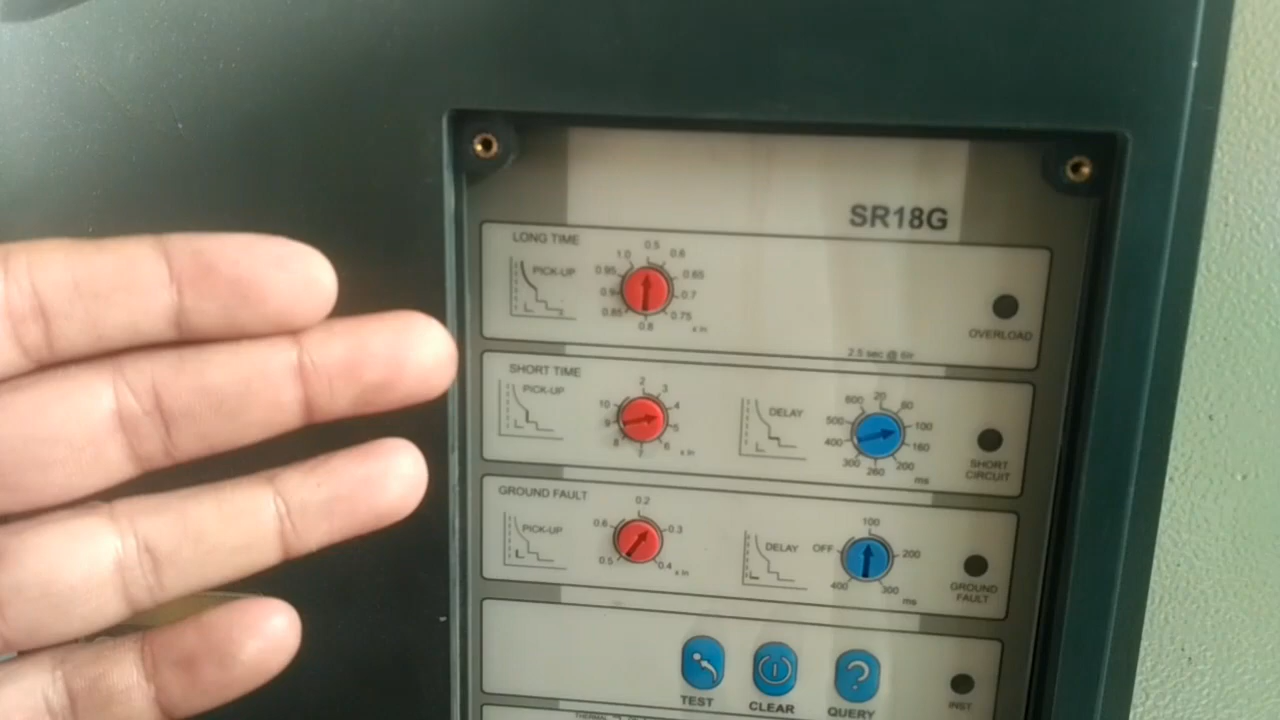 SR18G
LONG TIME
PICK-UP
0.5
0.6
0.65
0.7
0.75
0.8
0.85
0.9
0.95
1.0
x In
OVERLOAD
2.5 sec @ 6Ir
SHORT TIME
PICK-UP
2
3
4
5
6
7
8
9
10
x In
DELAY
20
60
100
160
200
260
300
400
500
600
ms
SHORT
CIRCUIT
GROUND FAULT
PICK-UP
0.2
0.3
0.4
0.5
0.6
x In
DELAY
OFF
100
200
300
400
ms
GROUND
FAULT
TEST
CLEAR
QUERY
INST
THERMAL